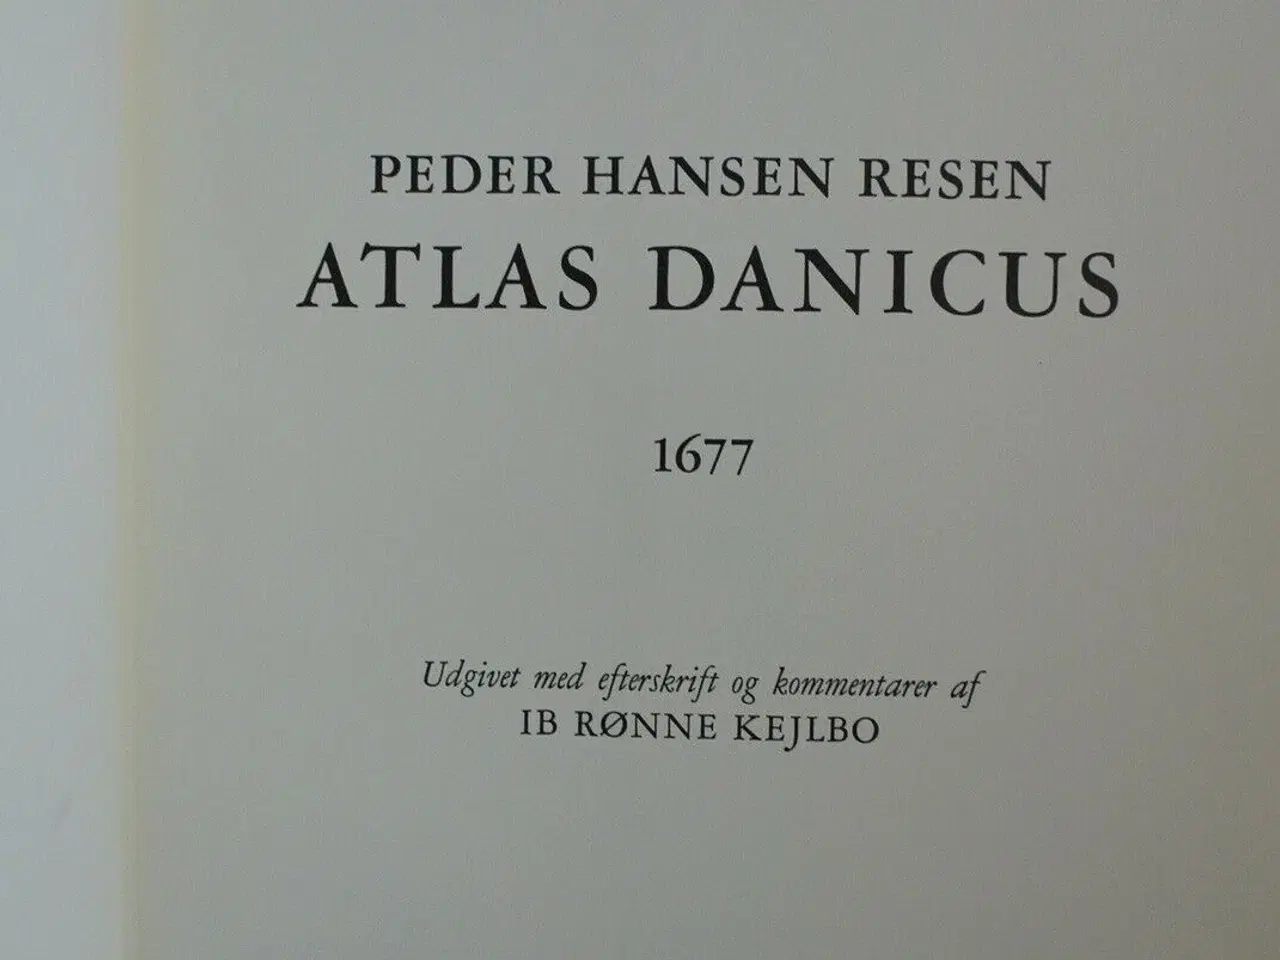 PEDER HANSEN RESEN
ATLAS DANICUS
1677
Udgivet med efterskrift og kommentarer af
IB RØNNE KEJLBO